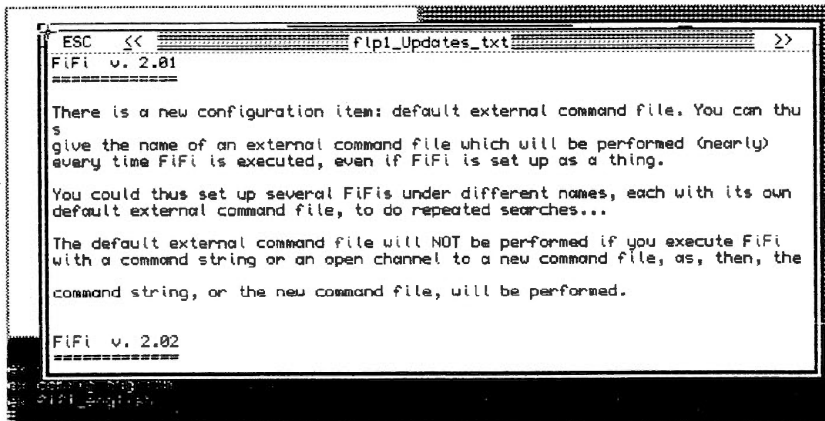 ESC << flp1_Updates_txt >>
FiFi v. 2.01
=============
There is a new configuration item: default external command file. You can thu
s
give the name of an external command file which will be performed (nearly)
every time FiFi is executed, even if FiFi is set up as a thing.
You could thus set up several FiFis under different names, each with its own
default external command file, to do repeated searches...
The default external command file will NOT be performed if you execute FiFi
with a command string or an open channel to a new command file, as, then, the
command string, or the new command file, will be performed.
FiFi v. 2.02
=============
ex config_english
ex fifi_english